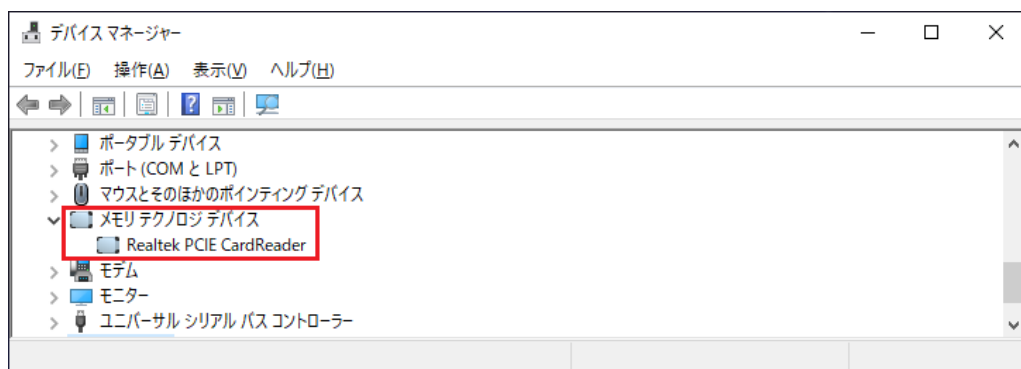 デバイス マネージャー
ファイル(F) 操作(A) 表示(V) ヘルプ(H)
?
ポータブル デバイス
ポート (COM と LPT)
マウスとそのほかのポインティング デバイス
メモリ テクノロジ デバイス
Realtek PCIE CardReader
モデム
モニター
ユニバーサル シリアル バス コントローラー